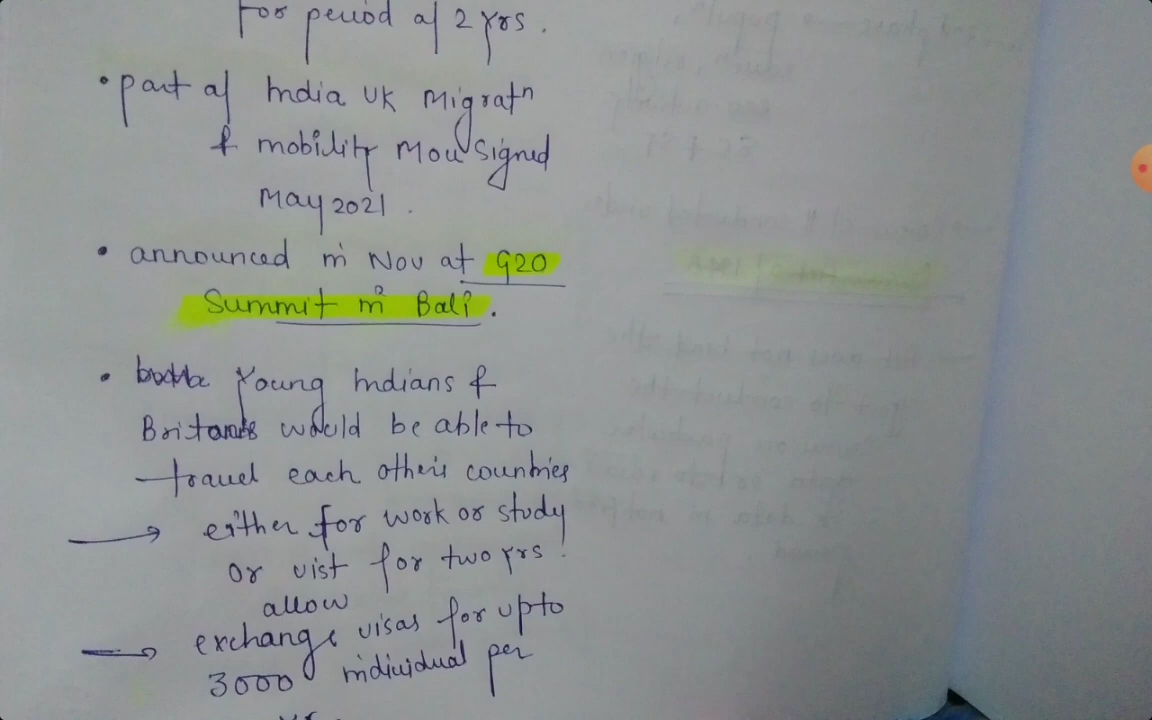 for period of 2 yrs.
• part of India UK Migratn
& mobility MoU signed
May 2021.
• announced in Nov at G20
Summit in Bali.
• young Indians &
Britans would be able to
travel each other's countries
→ either for work or study
or vist for two yrs.
allow
→ exchange visas for upto
3000 individual per